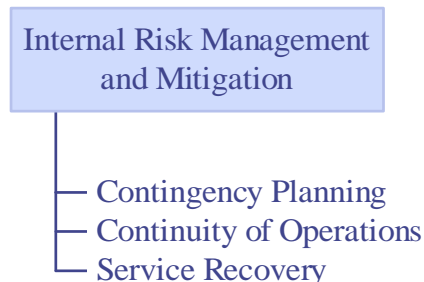 Internal Risk Management
and Mitigation
Contingency Planning
Continuity of Operations
Service Recovery